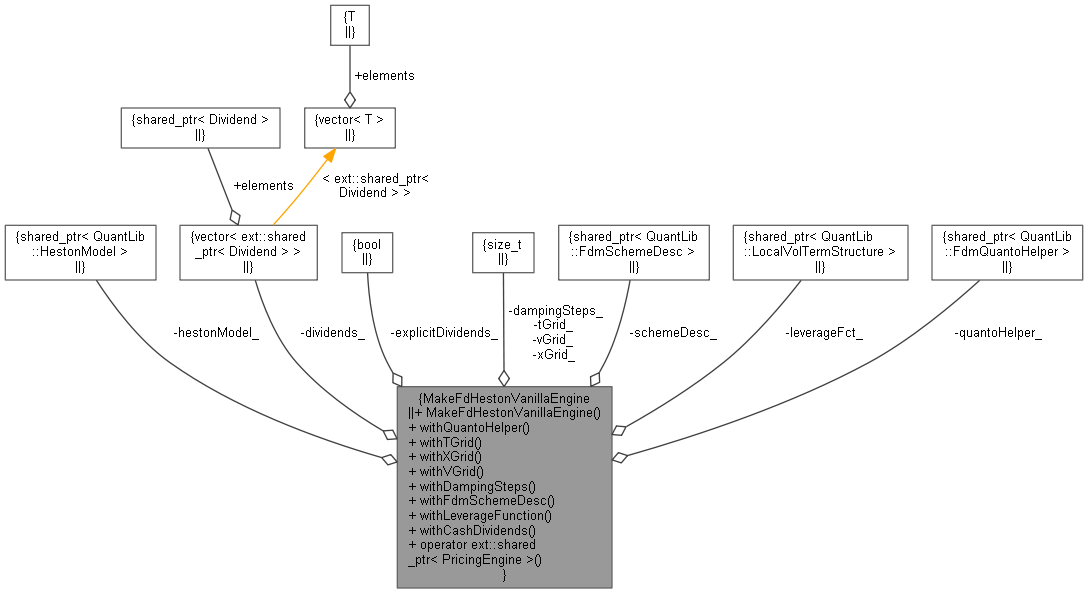 {T
||}
+elements
{shared_ptr< Dividend >
||}
{vector< T >
||}
+elements
< ext::shared_ptr<
Dividend > >
{shared_ptr< QuantLib
::HestonModel >
||}
{vector< ext::shared
_ptr< Dividend > >
||}
{bool
||}
{size_t
||}
{shared_ptr< QuantLib
::FdmSchemeDesc >
||}
{shared_ptr< QuantLib
::LocalVolTermStructure >
||}
{shared_ptr< QuantLib
::FdmQuantoHelper >
||}
-hestonModel_
-dividends_
-explicitDividends_
-dampingSteps_
-tGrid_
-vGrid_
-xGrid_
-schemeDesc_
-leverageFct_
-quantoHelper_
{MakeFdHestonVanillaEngine
||+ MakeFdHestonVanillaEngine()
+ withQuantoHelper()
+ withTGrid()
+ withXGrid()
+ withVGrid()
+ withDampingSteps()
+ withFdmSchemeDesc()
+ withLeverageFunction()
+ withCashDividends()
+ operator ext::shared
_ptr< PricingEngine >()
}